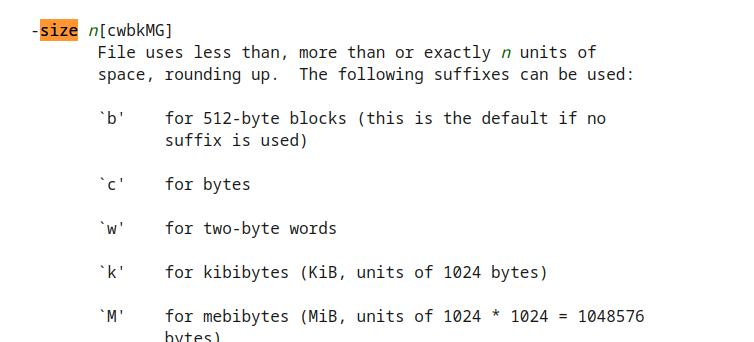 -size n[cwbkMG]
File uses less than, more than or exactly n units of
space, rounding up.  The following suffixes can be used:
`b'    for 512-byte blocks (this is the default if no
suffix is used)
`c'    for bytes
`w'    for two-byte words
`k'    for kibibytes (KiB, units of 1024 bytes)
`M'    for mebibytes (MiB, units of 1024 * 1024 = 1048576
bytes)